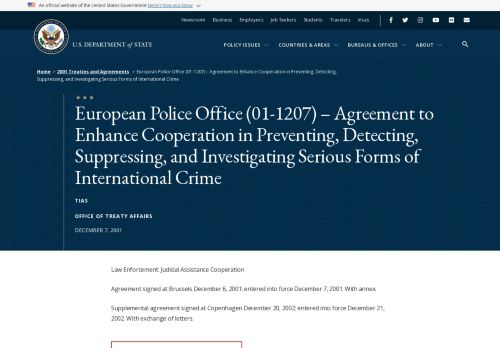 An official website of the United States Government Here's how you know
Newsroom Business Employers Job Seekers Students Travelers Visas
U.S. DEPARTMENT of STATE
POLICY ISSUES COUNTRIES & AREAS BUREAUS & OFFICES ABOUT
Home > 2001 Treaties and Agreements > European Police Office (01-1207) – Agreement to Enhance Cooperation in Preventing, Detecting,
Suppressing, and Investigating Serious Forms of International Crime
European Police Office (01-1207) – Agreement to
Enhance Cooperation in Preventing, Detecting,
Suppressing, and Investigating Serious Forms of
International Crime
TIAS
OFFICE OF TREATY AFFAIRS
DECEMBER 7, 2001
Law Enforcement: Judicial Assistance Cooperation
Agreement signed at Brussels December 6, 2001; entered into force December 7, 2001. With annex.
Supplemental agreement signed at Copenhagen December 20, 2002; entered into force December 21,
2002. With exchange of letters.